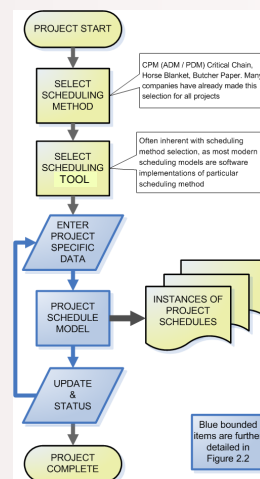 PROJECT START
SELECT
SCHEDULING
METHOD
CPM (ADM / PDM) Critical Chain,
Horse Blanket, Butcher Paper. Many
companies have already made this
selection for all projects
SELECT
SCHEDULING
TOOL
Often inherent with scheduling
method selection, as most modern
scheduling models are software
implementations of particular
scheduling method
ENTER
PROJECT
SPECIFIC
DATA
PROJECT
SCHEDULE
MODEL
INSTANCES OF
PROJECT
SCHEDULES
UPDATE
&
STATUS
Blue bounded
items are further
detailed in
Figure 2.2
PROJECT
COMPLETE